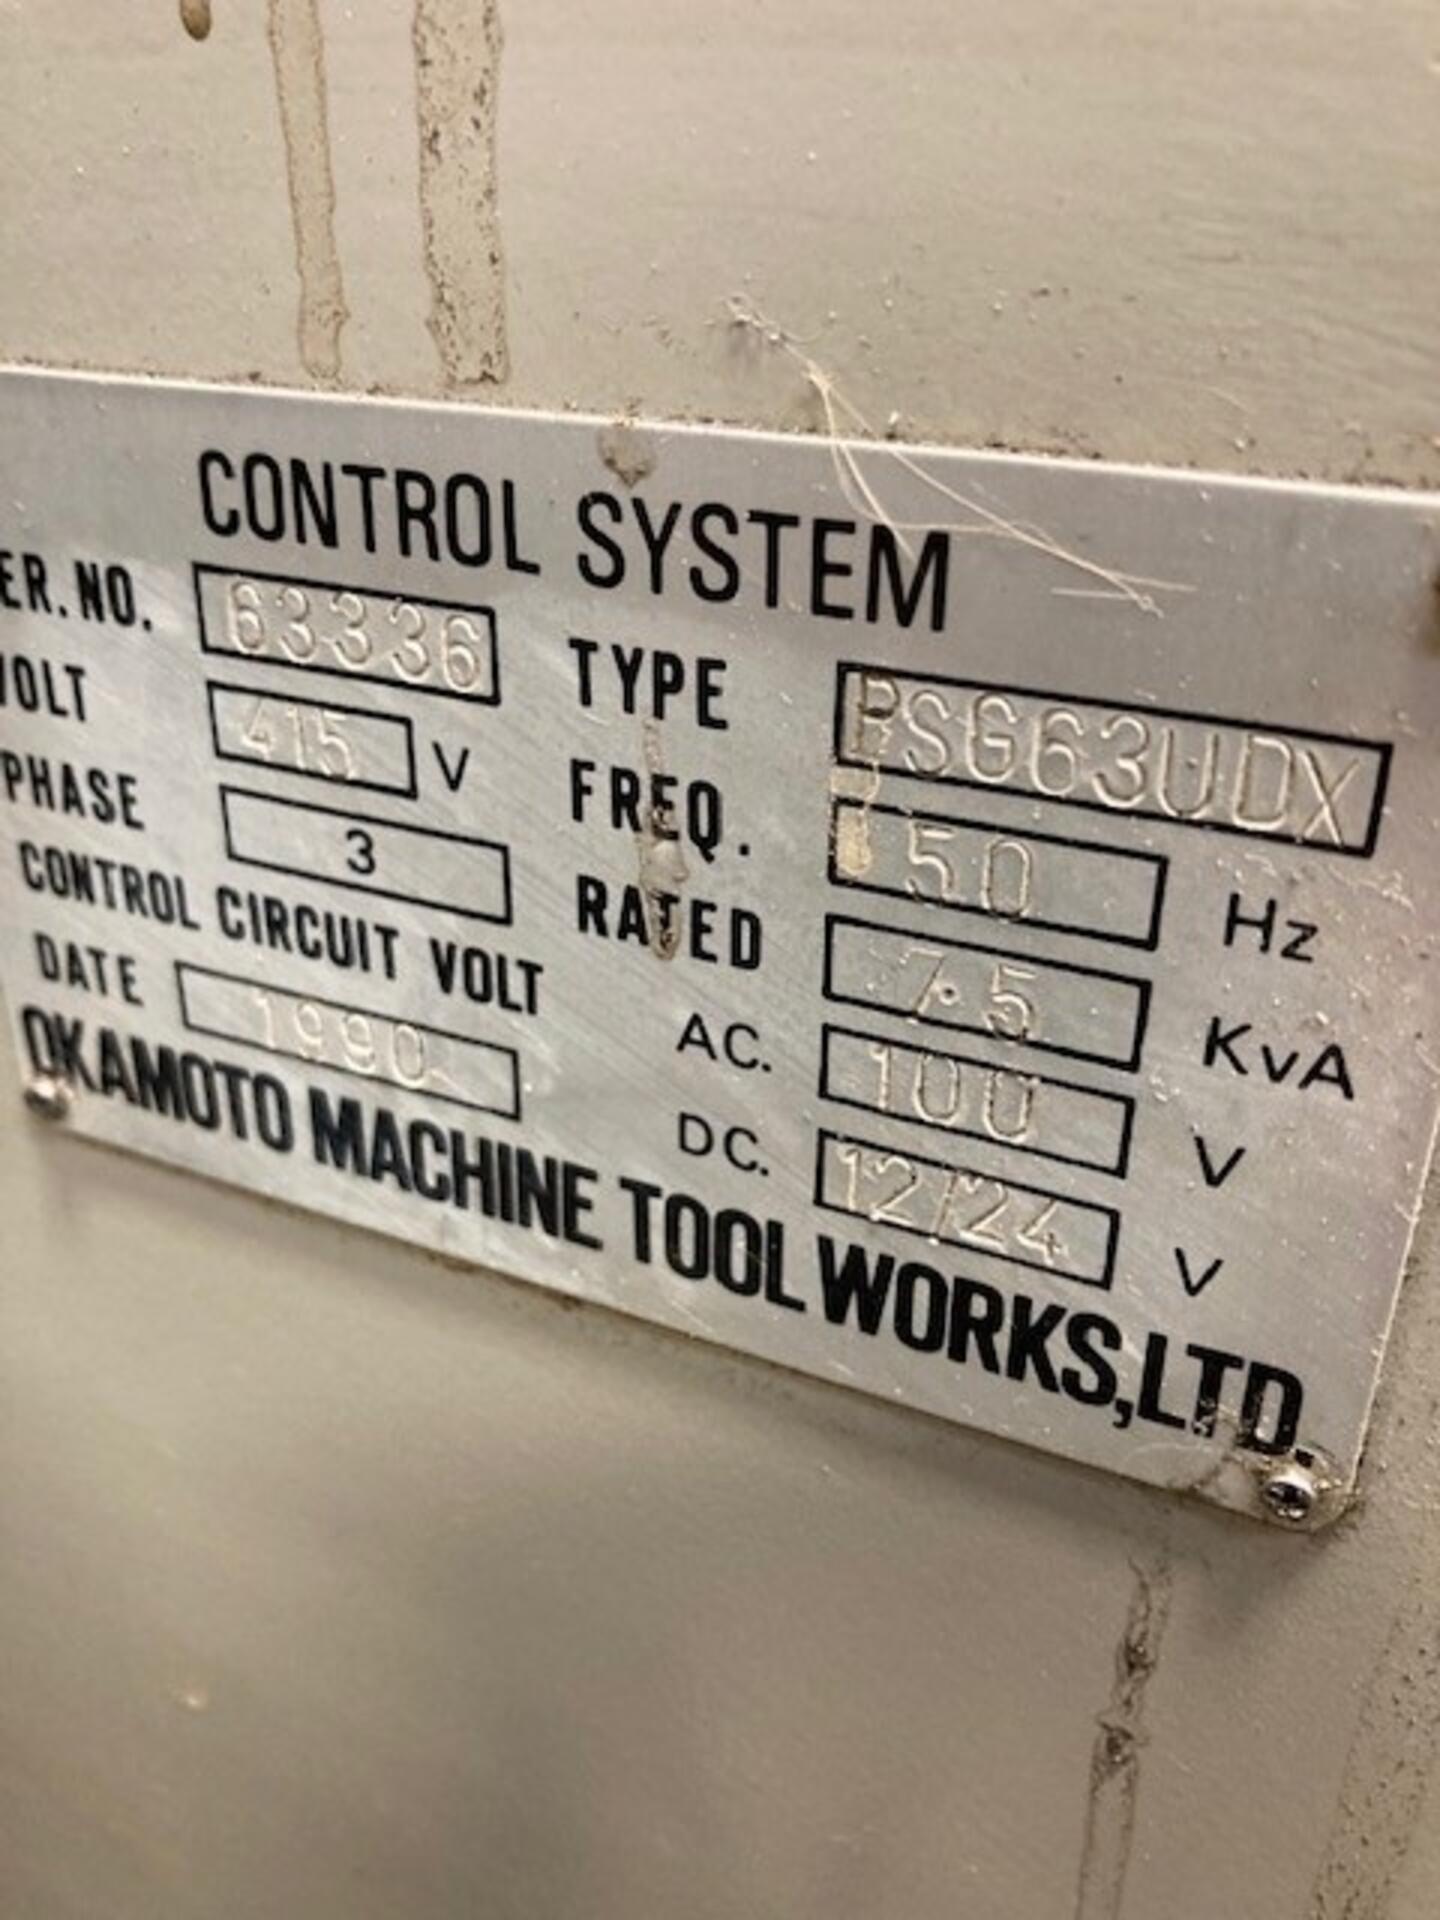 CONTROL SYSTEM
ER. NO. 63336 TYPE PSG63UDX
VOLT 415 V FREQ. 50 Hz
PHASE 3 RATED 7.5 KvA
CONTROL CIRCUIT VOLT AC. 100 V
DATE 1990 DC. 12/24 V
OKAMOTO MACHINE TOOL WORKS, LTD.